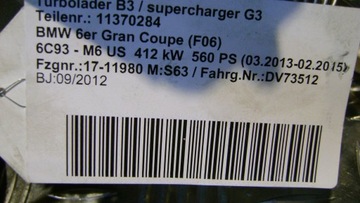 Turbolader B3 / supercharger G3
Teilenr.: 11370284
BMW 6er Gran Coupe (F06)
6C93 - M6 US 412 kW 560 PS (03.2013-02.2015)
Fzgnr.:17-11980 M:S63 / Fahrg.Nr.:DV73512
BJ:09/2012